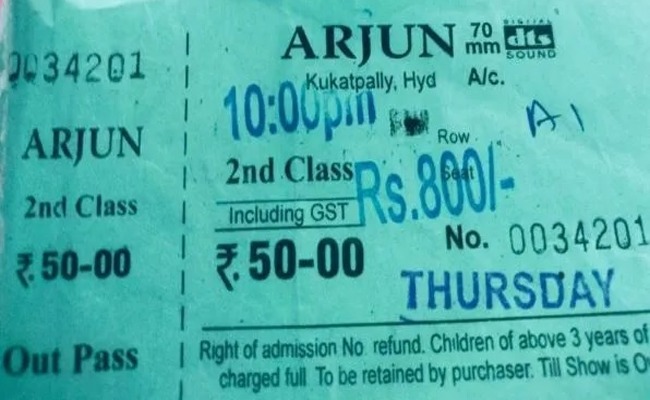 0034201
ARJUN
2nd Class
₹.50-00
Out Pass
ARJUN 70 mm DIGITAL dts SOUND
Kukatpally, Hyd A/c.
10:00pm
Row A1
2nd Class Seat
Rs.800/-
Including GST
₹.50-00
No. 0034201
THURSDAY
Right of admission No refund. Children of above 3 years of
charged full To be retained by purchaser. Till Show is